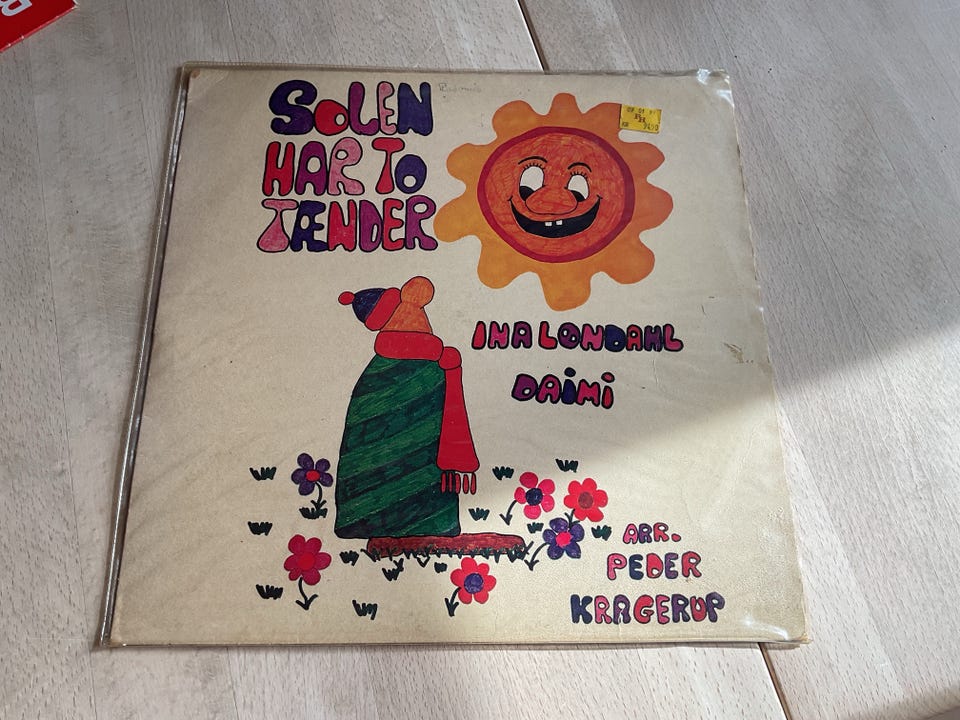 SOLEN
HAR TO
TÆNDER
INA LONDAHL
DAIMI
ARR.
PEDER
KRAGERUP